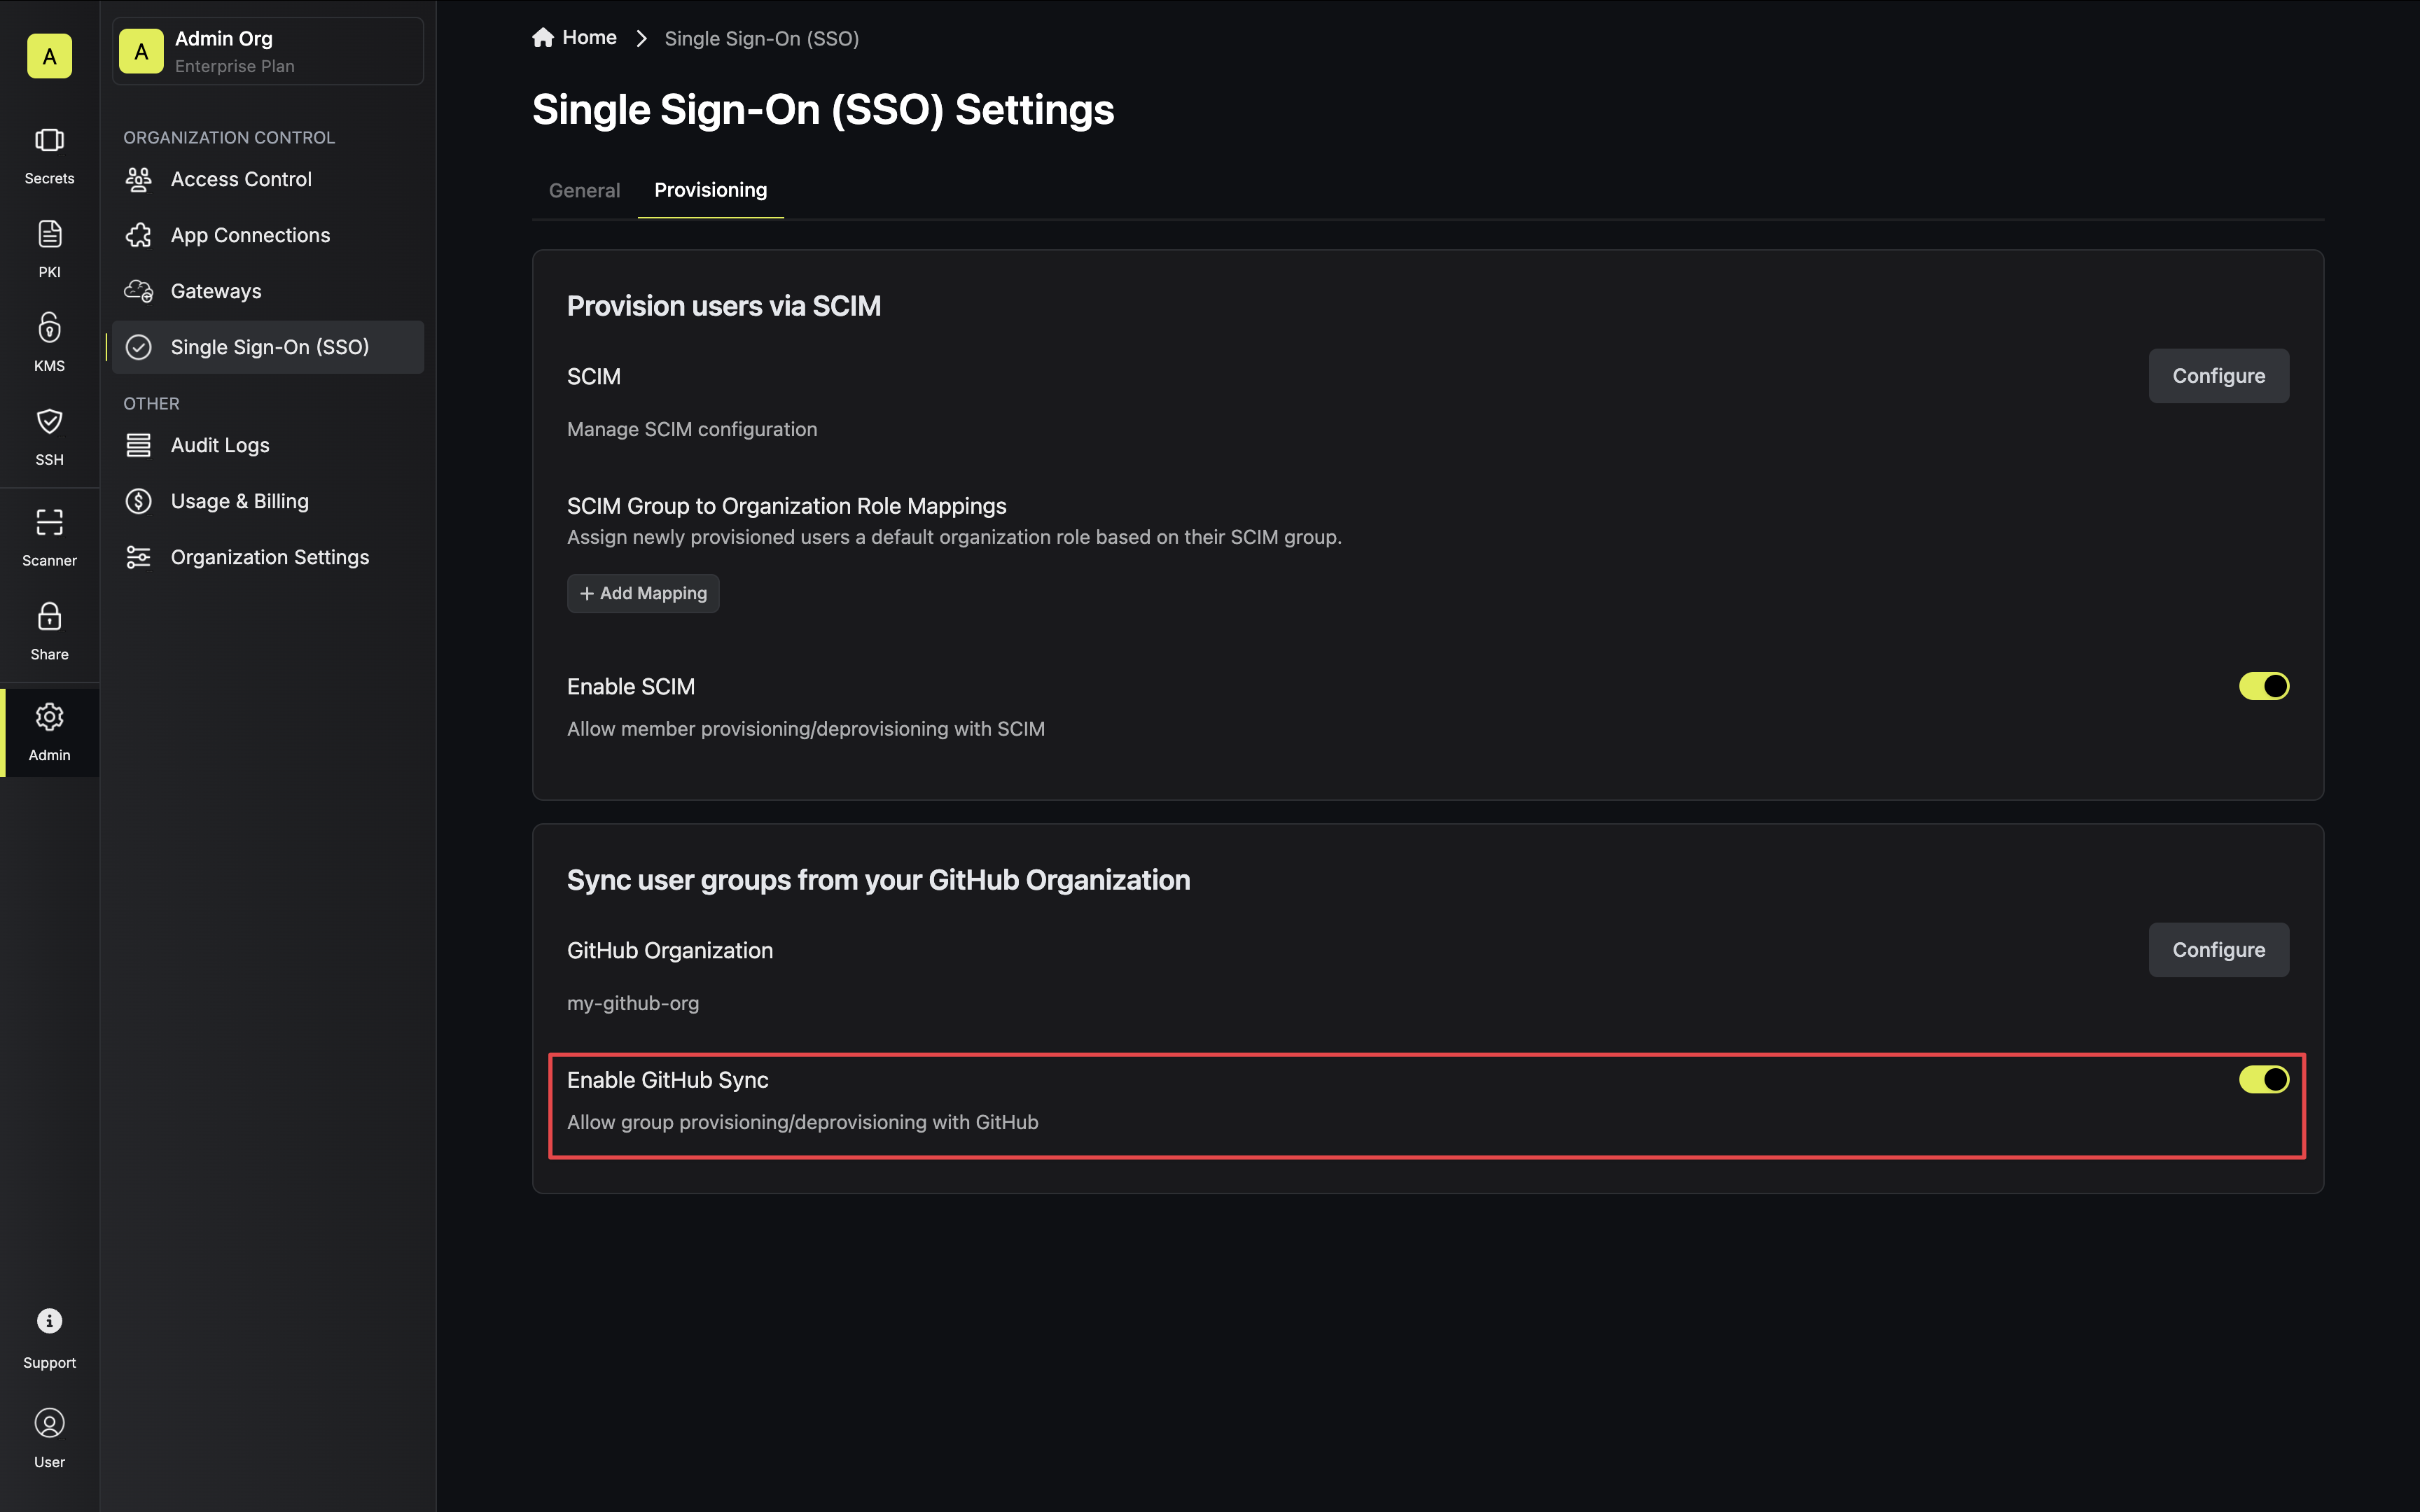 A
Secrets
PKI
KMS
SSH
Scanner
Share
Admin
Support
User
A
Admin Org
Enterprise Plan
ORGANIZATION CONTROL
Access Control
App Connections
Gateways
Single Sign-On (SSO)
OTHER
Audit Logs
Usage & Billing
Organization Settings
Home
Single Sign-On (SSO)
Single Sign-On (SSO) Settings
General
Provisioning
Provision users via SCIM
SCIM
Configure
Manage SCIM configuration
SCIM Group to Organization Role Mappings
Assign newly provisioned users a default organization role based on their SCIM group.
+ Add Mapping
Enable SCIM
Allow member provisioning/deprovisioning with SCIM
Sync user groups from your GitHub Organization
GitHub Organization
Configure
my-github-org
Enable GitHub Sync
Allow group provisioning/deprovisioning with GitHub